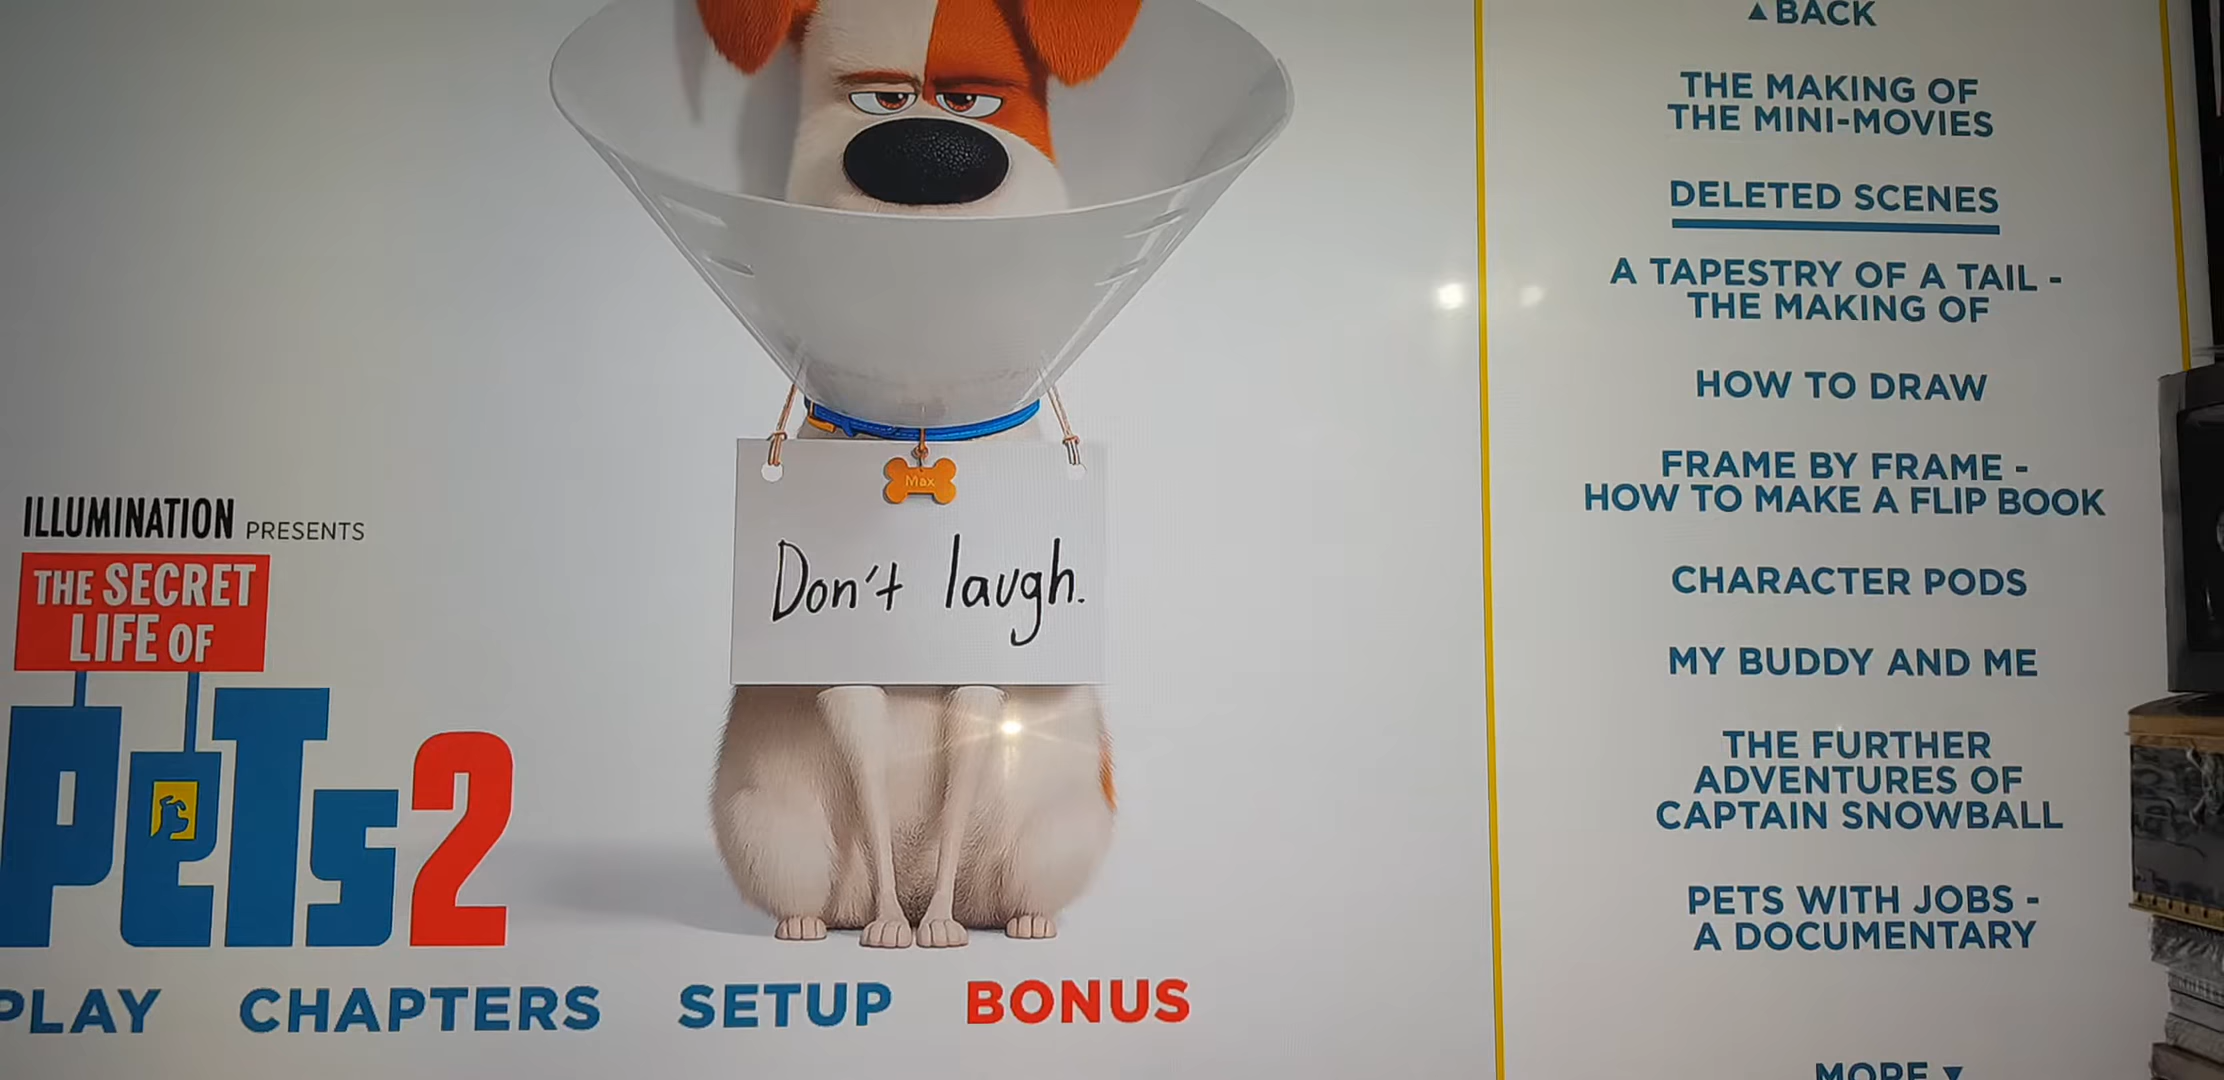 ▲BACK
THE MAKING OF
THE MINI-MOVIES
DELETED SCENES
A TAPESTRY OF A TAIL -
THE MAKING OF
HOW TO DRAW
FRAME BY FRAME -
HOW TO MAKE A FLIP BOOK
CHARACTER PODS
MY BUDDY AND ME
THE FURTHER
ADVENTURES OF
CAPTAIN SNOWBALL
PETS WITH JOBS -
A DOCUMENTARY
MORE ▼
Max
Don't laugh.
ILLUMINATION PRESENTS
THE SECRET
LIFE OF
PeTs2
PLAY CHAPTERS SETUP BONUS